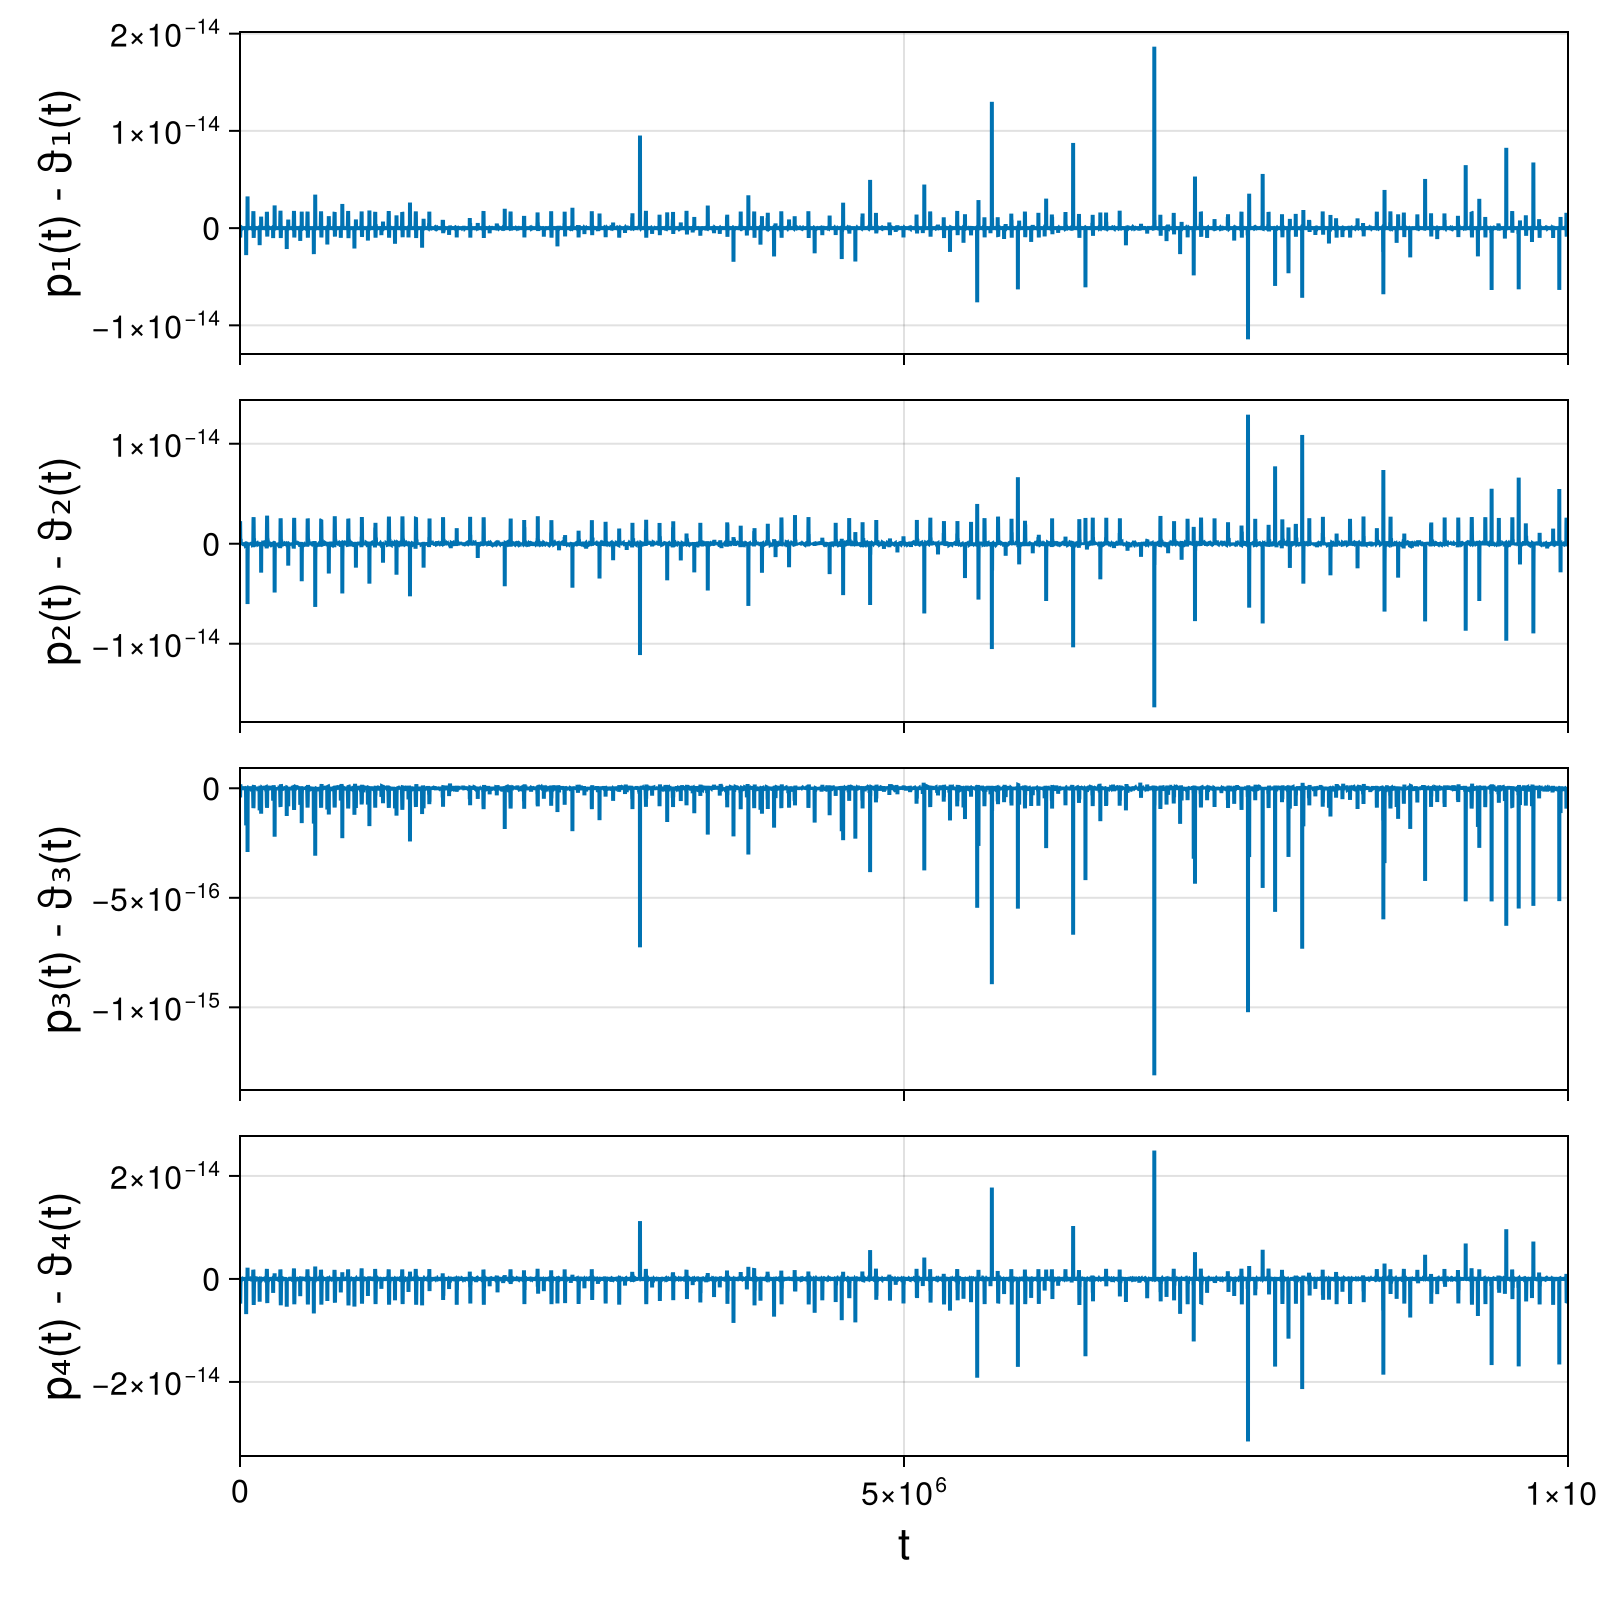 2×10⁻¹⁴
1×10⁻¹⁴
0
−1×10⁻¹⁴
p₁(t) - ϑ₁(t)
1×10⁻¹⁴
0
−1×10⁻¹⁴
p₂(t) - ϑ₂(t)
0
−5×10⁻¹⁶
−1×10⁻¹⁵
p₃(t) - ϑ₃(t)
2×10⁻¹⁴
0
−2×10⁻¹⁴
p₄(t) - ϑ₄(t)
0 5×10⁶ 1×10
t